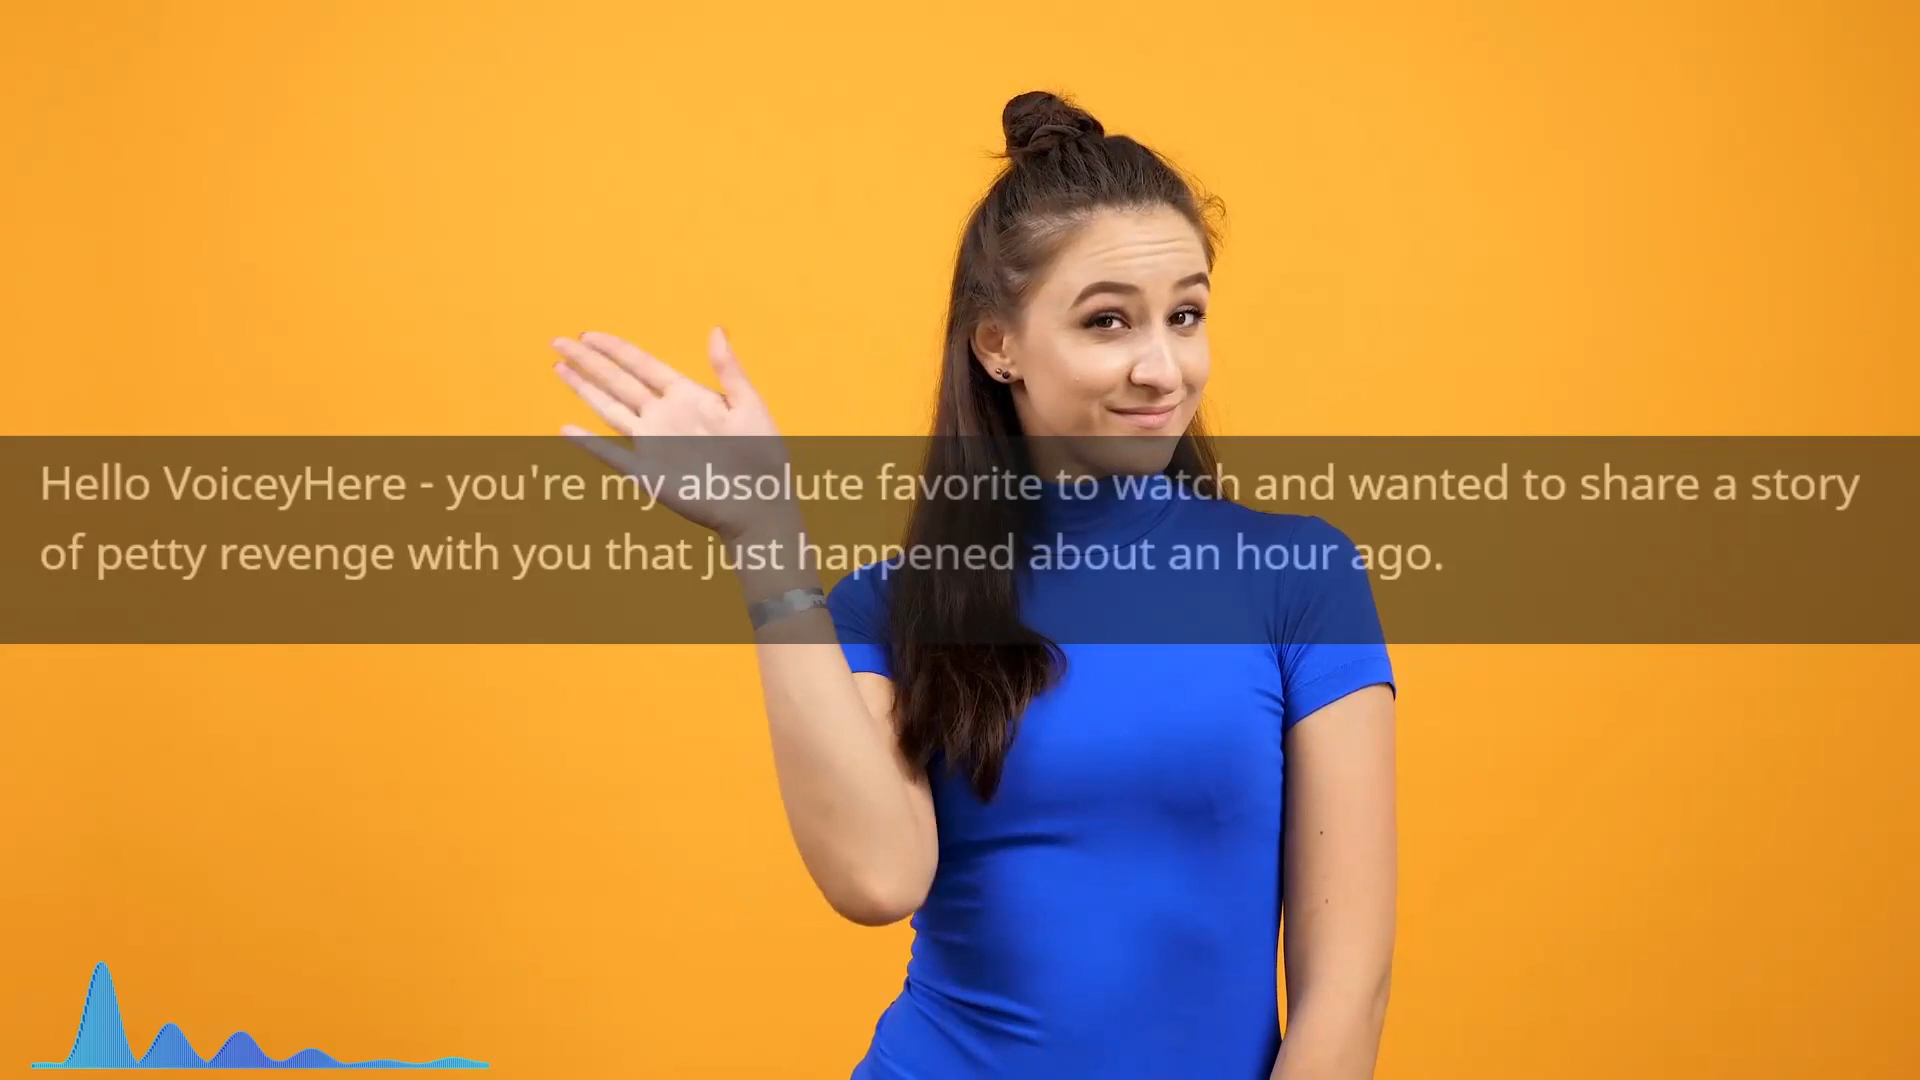 Hello VoiceyHere - you're my absolute favorite to watch and wanted to share a story
of petty revenge with you that just happened about an hour ago.